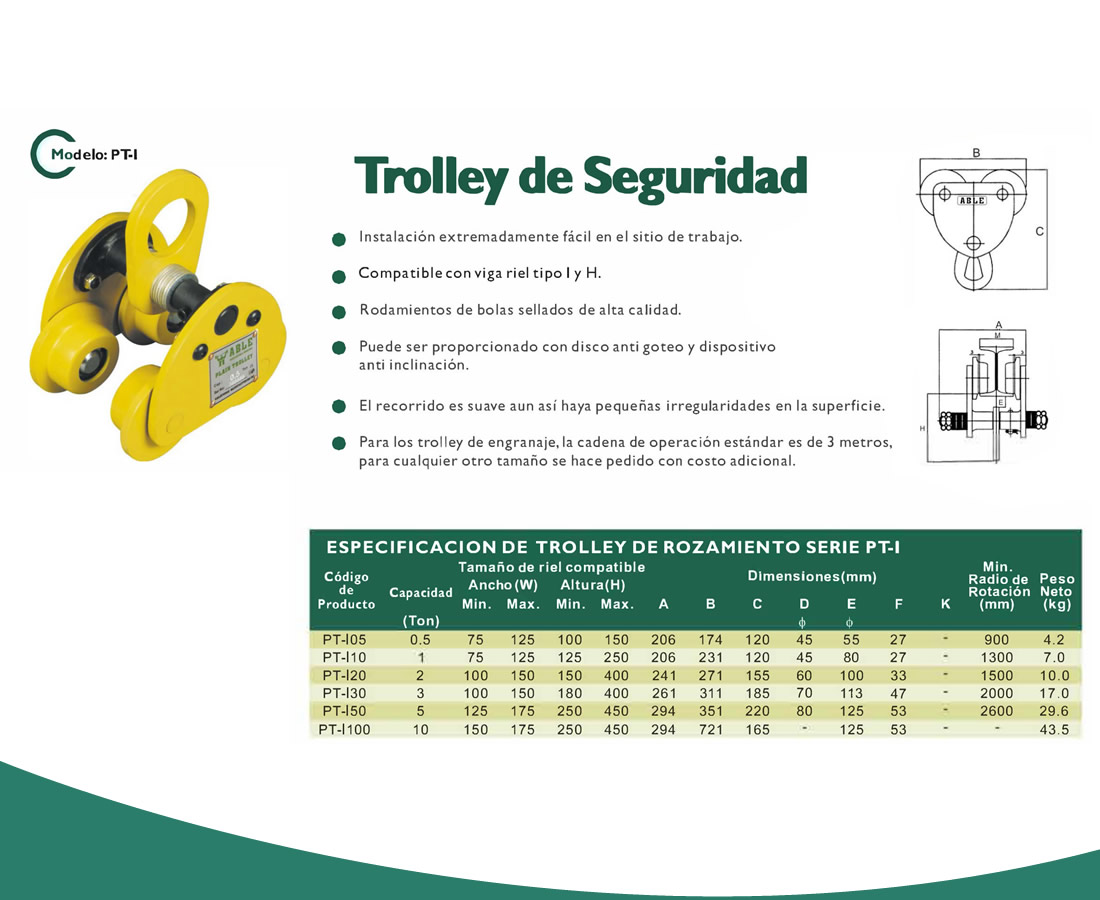 Modelo: PT-I
Trolley de Seguridad
Instalación extremadamente fácil en el sitio de trabajo.
Compatible con viga riel tipo I y H.
Rodamientos de bolas sellados de alta calidad.
Puede ser proporcionado con disco anti goteo y dispositivo
anti inclinación.
El recorrido es suave aun así haya pequeñas irregularidades en la superficie.
Para los trolley de engranaje, la cadena de operación estándar es de 3 metros,
para cualquier otro tamaño se hace pedido con costo adicional.
ABLE
PLAIN TROLLEY
B
ABLE
C
A
M
E
H
ESPECIFICACION DE TROLLEY DE ROZAMIENTO SERIE PT-I
Código de Producto Capacidad (Ton) Tamaño de riel compatible Dimensiones(mm) Min. Radio de Rotación (mm) Peso Neto (kg)
Ancho(W) Altura(H)
Min. Max. Min. Max. A B C D E F K
ϕ ϕ
PT-I05 0.5 75 125 100 150 206 174 120 45 55 27 - 900 4.2
PT-I10 1 75 125 125 250 206 231 120 45 80 27 - 1300 7.0
PT-I20 2 100 150 150 400 241 271 155 60 100 33 - 1500 10.0
PT-I30 3 100 150 180 400 261 311 185 70 113 47 - 2000 17.0
PT-I50 5 125 175 250 450 294 351 220 80 125 53 - 2600 29.6
PT-I100 10 150 175 250 450 294 721 165 - 125 53 - - 43.5